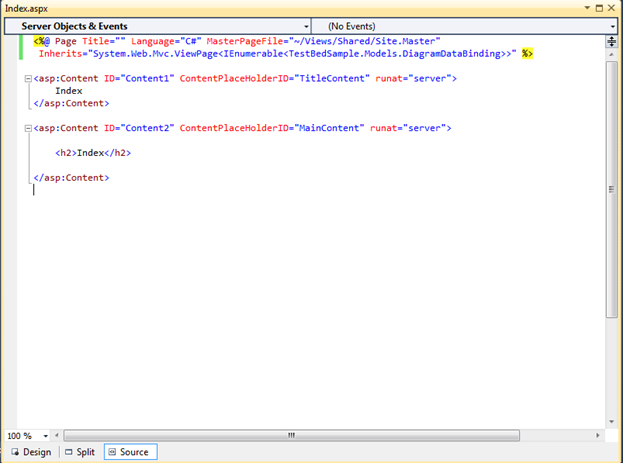 Index.aspx
Server Objects & Events
(No Events)
<%@ Page Title="" Language="C#" MasterPageFile="~/Views/Shared/Site.Master"
Inherits="System.Web.Mvc.ViewPage<IEnumerable<TestBedSample.Models.DiagramDataBinding>>" %>
<asp:Content ID="Content1" ContentPlaceHolderID="TitleContent" runat="server">
Index
</asp:Content>
<asp:Content ID="Content2" ContentPlaceHolderID="MainContent" runat="server">
<h2>Index</h2>
</asp:Content>
100 %
Design
Split
Source